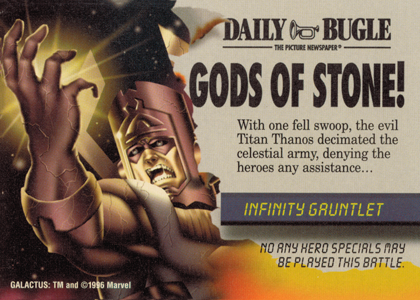 DAILY BUGLE
THE PICTURE NEWSPAPER®
GODS OF STONE!
With one fell swoop, the evil
Titan Thanos decimated the
celestial army, denying the
heroes any assistance...
INFINITY GAUNTLET
NO ANY HERO SPECIALS MAY
BE PLAYED THIS BATTLE.
GALACTUS: TM and ©1996 Marvel